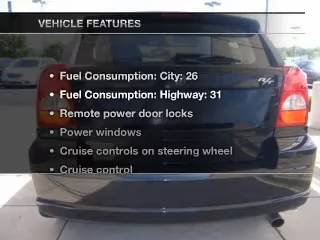 VEHICLE FEATURES
• Fuel Consumption: City: 26
• Fuel Consumption: Highway: 31
• Remote power door locks
• Power windows
• Cruise controls on steering wheel
• Cruise control
R/T